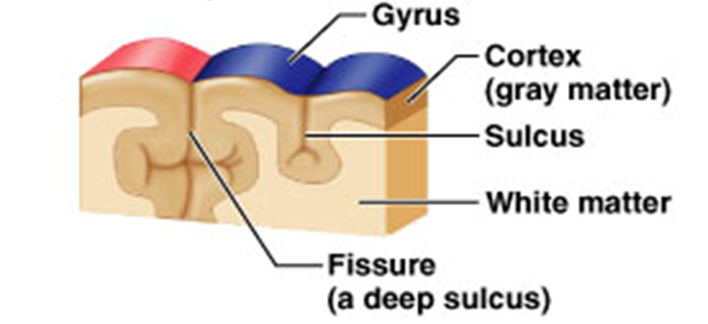 Gyrus
Cortex
(gray matter)
Sulcus
White matter
Fissure
(a deep sulcus)